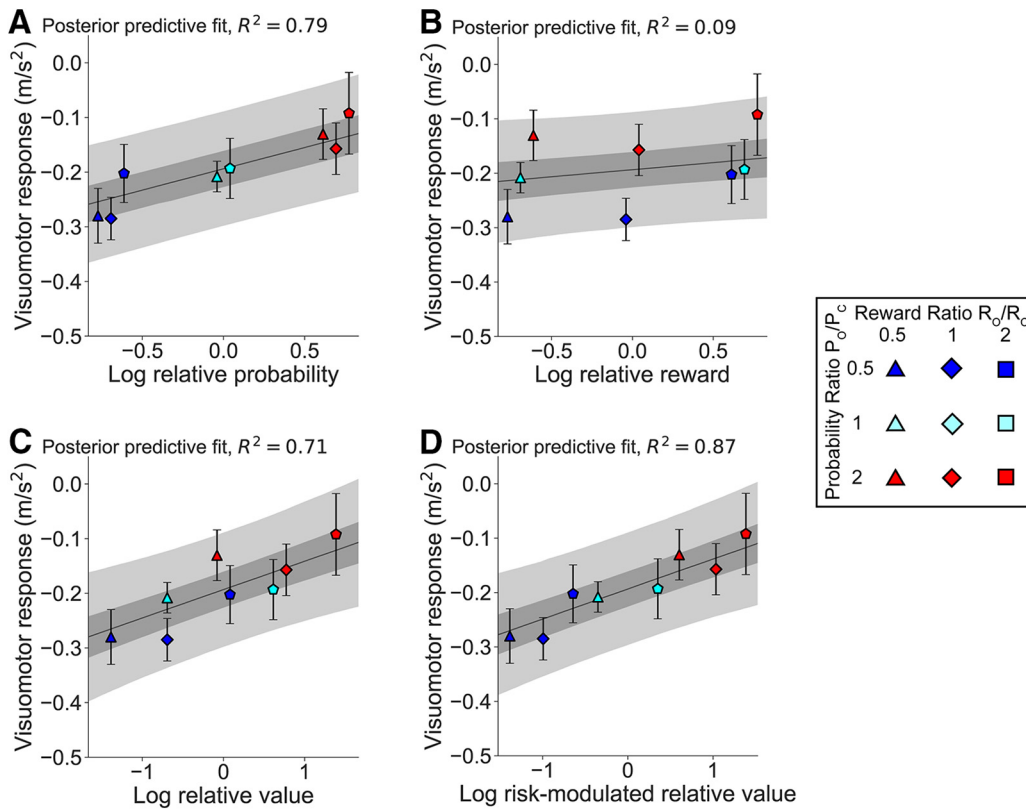 A
Posterior predictive fit, R² = 0.79
Visuomotor response (m/s²)
0.0
−0.1
−0.2
−0.3
−0.4
−0.5
−0.5 0.0 0.5
Log relative probability
B
Posterior predictive fit, R² = 0.09
Visuomotor response (m/s²)
0.0
−0.1
−0.2
−0.3
−0.4
−0.5
−0.5 0.0 0.5
Log relative reward
C
Posterior predictive fit, R² = 0.71
Visuomotor response (m/s²)
0.0
−0.1
−0.2
−0.3
−0.4
−0.5
−1 0 1
Log relative value
D
Posterior predictive fit, R² = 0.87
Visuomotor response (m/s²)
0.0
−0.1
−0.2
−0.3
−0.4
−0.5
−1 0 1
Log risk-modulated relative value
Reward Ratio R₀/R
0.5 1 2
Probability Ratio P₀/P꜀
0.5
1
2